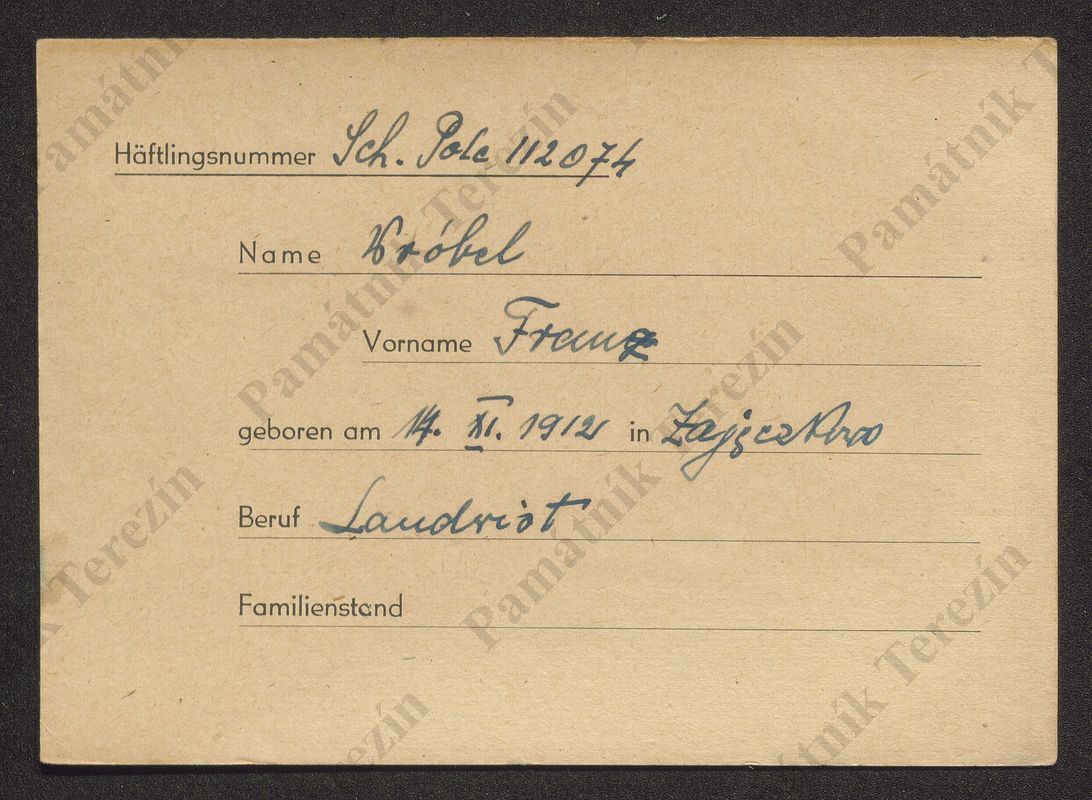 Häftlingsnummer Sch. Pole 112074
Name Wróbel
Vorname Franz
geboren am 14. XI. 1912 in Zajączkowo
Beruf Landwirt
Familienstand
Památník Terezín